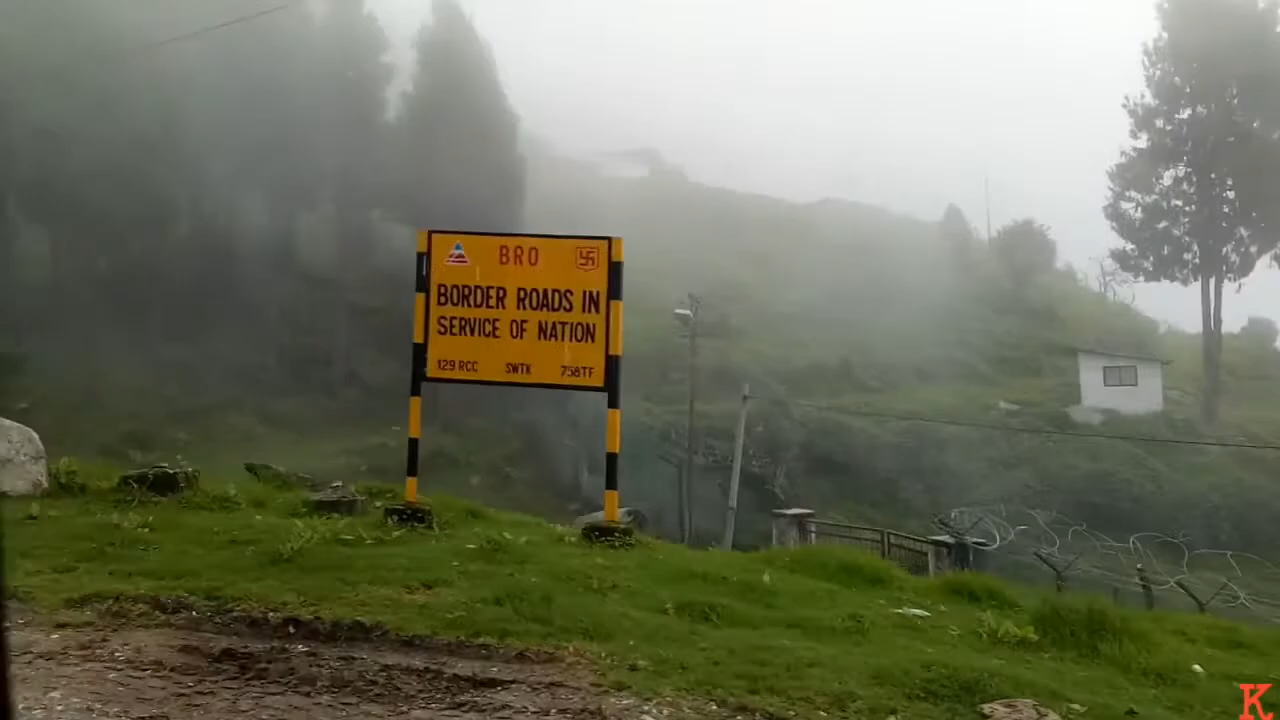 BRO
BORDER ROADS IN
SERVICE OF NATION
129 RCC SWTK 758TF
K